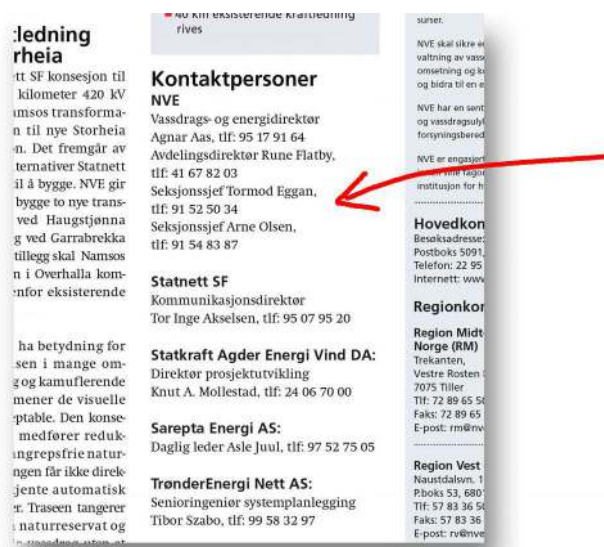 tledning
rheia
ett SF konsesjon til
kilometer 420 kV
amsos transforma-
n til nye Storheia
n. Det fremgår av
ternativer Statnett
il å bygge. NVE gir
bygge to nye trans-
ved Haugstjønna
g ved Garrabrekka
tillegg skal Namsos
n i Overhalla kom-
enfor eksisterende
ha betydning for
sen i mange om-
g og kamuflerende
mener de visuelle
eptable. Den konse-
medfører reduk-
ngrepsfrie natur-
ngen får ikke direk-
jente automatisk
er. Traseen tangerer
naturreservat og
40 km eksisterende kraftledning
rives
Kontaktpersoner
NVE
Vassdrags- og energidirektør
Agnar Aas, tlf: 95 17 91 64
Avdelingsdirektør Rune Flatby,
tlf: 41 67 82 03
Seksjonssjef Tormod Eggan,
tlf: 91 52 50 34
Seksjonssjef Arne Olsen,
tlf: 91 54 83 87
Statnett SF
Kommunikasjonsdirektør
Tor Inge Akselsen, tlf: 95 07 95 20
Statkraft Agder Energi Vind DA:
Direktør prosjektutvikling
Knut A. Mollestad, tlf: 24 06 70 00
Sarepta Energi AS:
Daglig leder Asle Juul, tlf: 97 52 75 05
TrønderEnergi Nett AS:
Senioringeniør systemplanlegging
Tibor Szabo, tlf: 99 58 32 97
surser.
NVE skal sikre e
valtning av vass
omsetning og k
og bidra til en e
NVE har en sent
og vassdragsuly
forsyningsbered
NVE er engasjert
institusjon for h
Hovedkon
Besøksadresse:
Postboks 5091,
Telefon: 22 95
Internett: www
Regionkon
Region Midt-
Norge (RM)
Trekanten,
Vestre Rosten
7075 Tiller
Tlf: 72 89 65 50
Faks: 72 89 65
E-post: rm@nve
Region Vest
Naustdalsvn. 1
P.boks 53, 680
Tlf: 57 83 36 50
Faks: 57 83 36
E-post: rv@nve